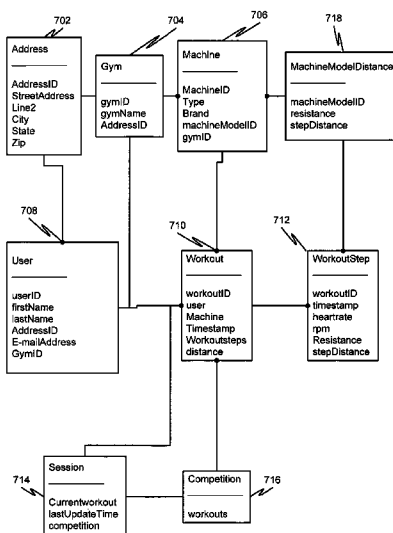 702
Address
AddressID
StreetAddress
Line2
City
State
Zip
704
Gym
gymID
gymName
AddressID
706
Machine
MachineID
Type
Brand
machineModelID
gymID
718
MachineModelDistance
machineModelID
resistance
stepDistance
708
User
userID
firstName
lastName
AddressID
E-mailAddress
GymID
710
Workout
workoutID
user
Machine
Timestamp
Workoutsteps
distance
712
WorkoutStep
workoutID
timestamp
heartrate
rpm
Resistance
stepDistance
714
Session
Currentworkout
lastUpdateTime
competition
Competition
workouts
716